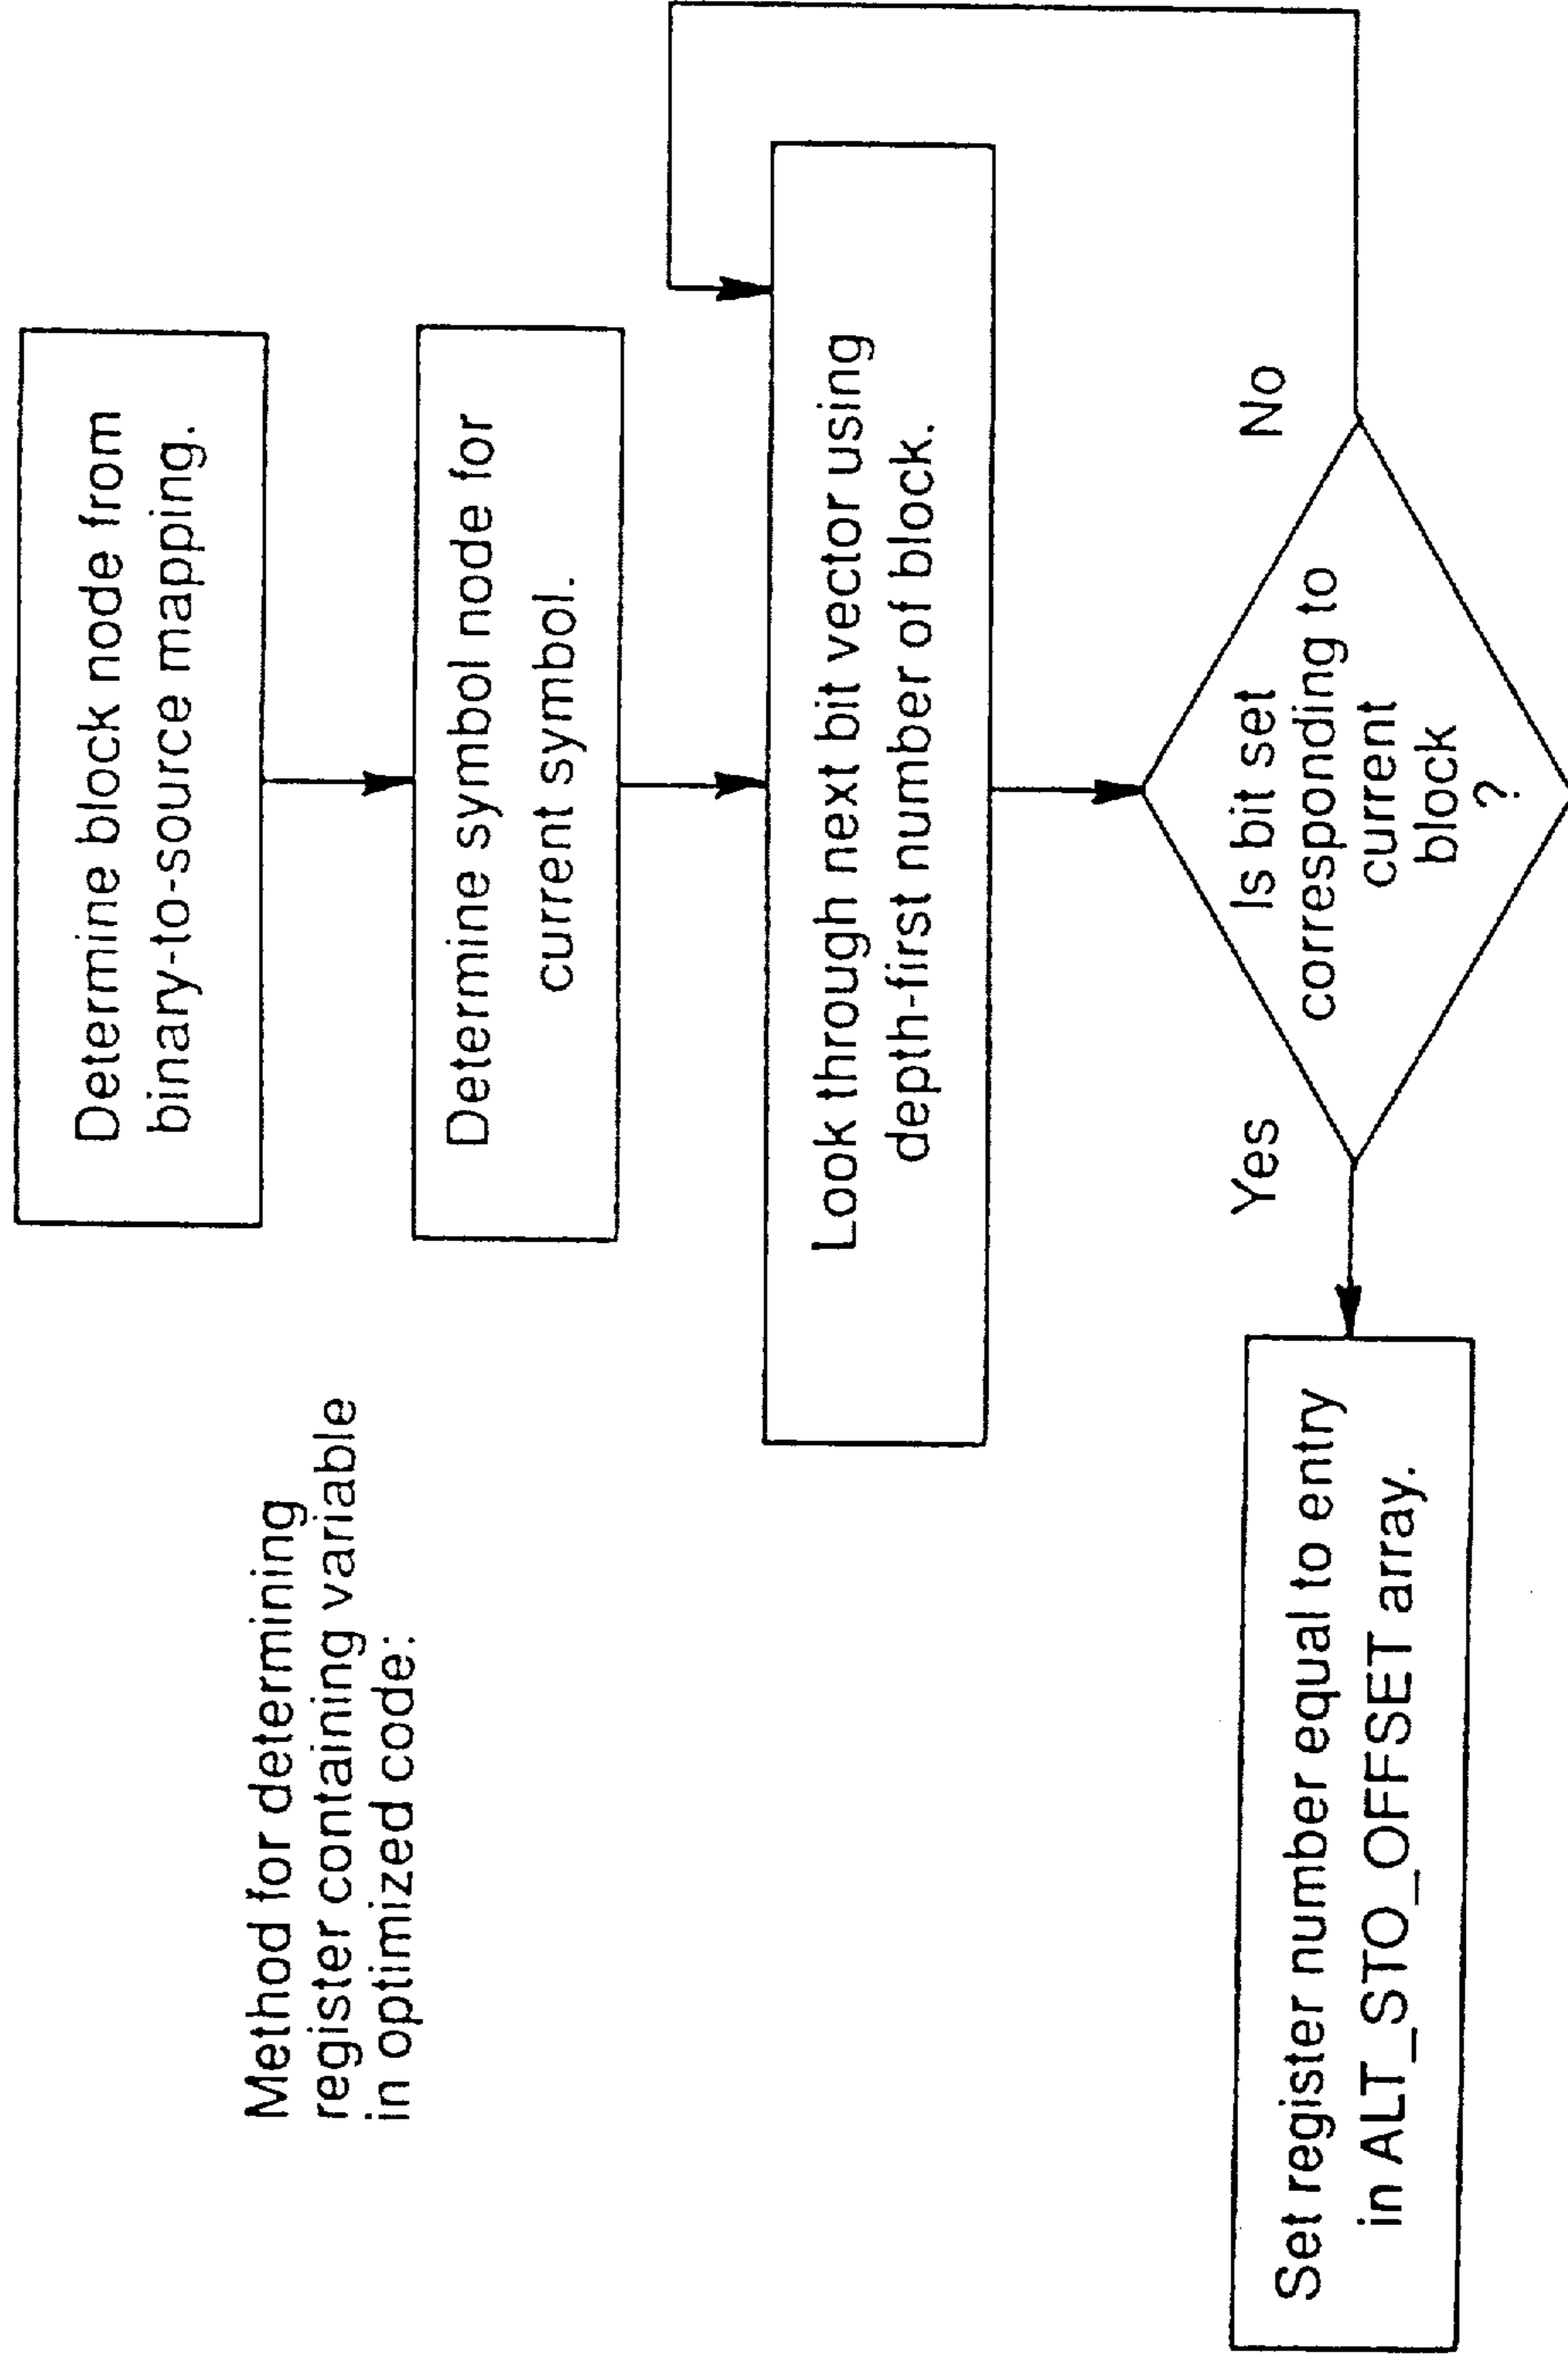 Method for determining
register containing variable
in optimized code:
Determine block node from
binary-to-source mapping.
Determine symbol node for
current symbol.
Look through next bit vector using
depth-first number of block.
Is bit set
corresponding to
current
block
?
Yes
No
Set register number equal to entry
in ALT_STO_OFFSET array.